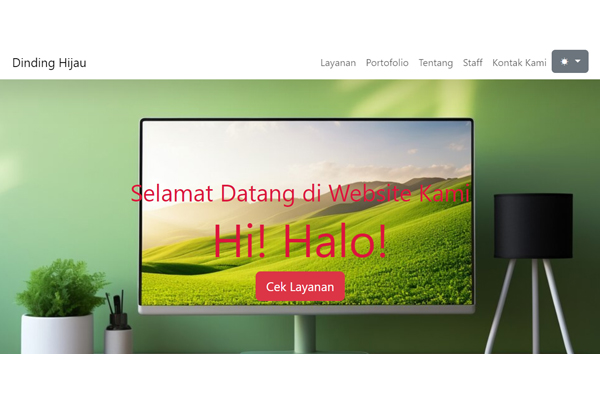 Dinding Hijau
Layanan Portofolio Tentang Staff Kontak Kami
Selamat Datang di Website Kami
Hi! Halo!
Cek Layanan